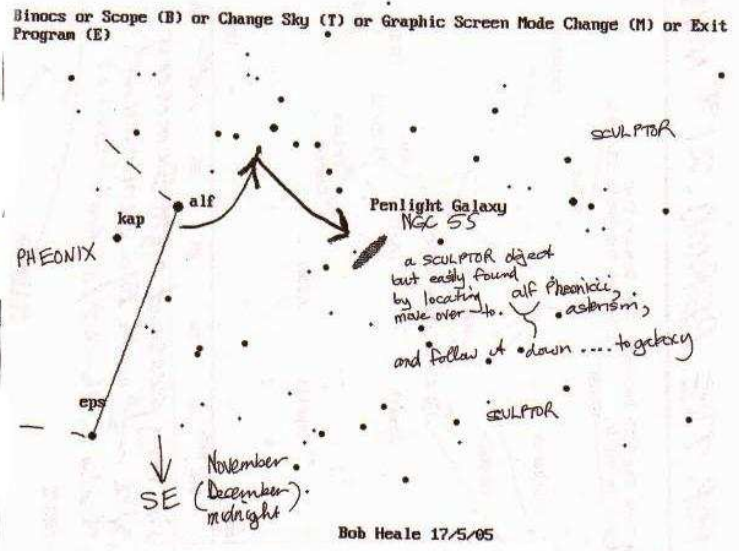 Binocs or Scope (B) or Change Sky (T) or Graphic Screen Mode Change (M) or Exit
Program (E)
SCULPTOR
alf
kap
Penlight Galaxy
NGC 55
PHEONIX
a SCULPTOR object
but easily found
by locating alf Pheonicii,
move over to asterism,
and follow it down .... to galaxy
eps
SCULPTOR
SE
November
(December)
midnight
Bob Heale 17/5/05